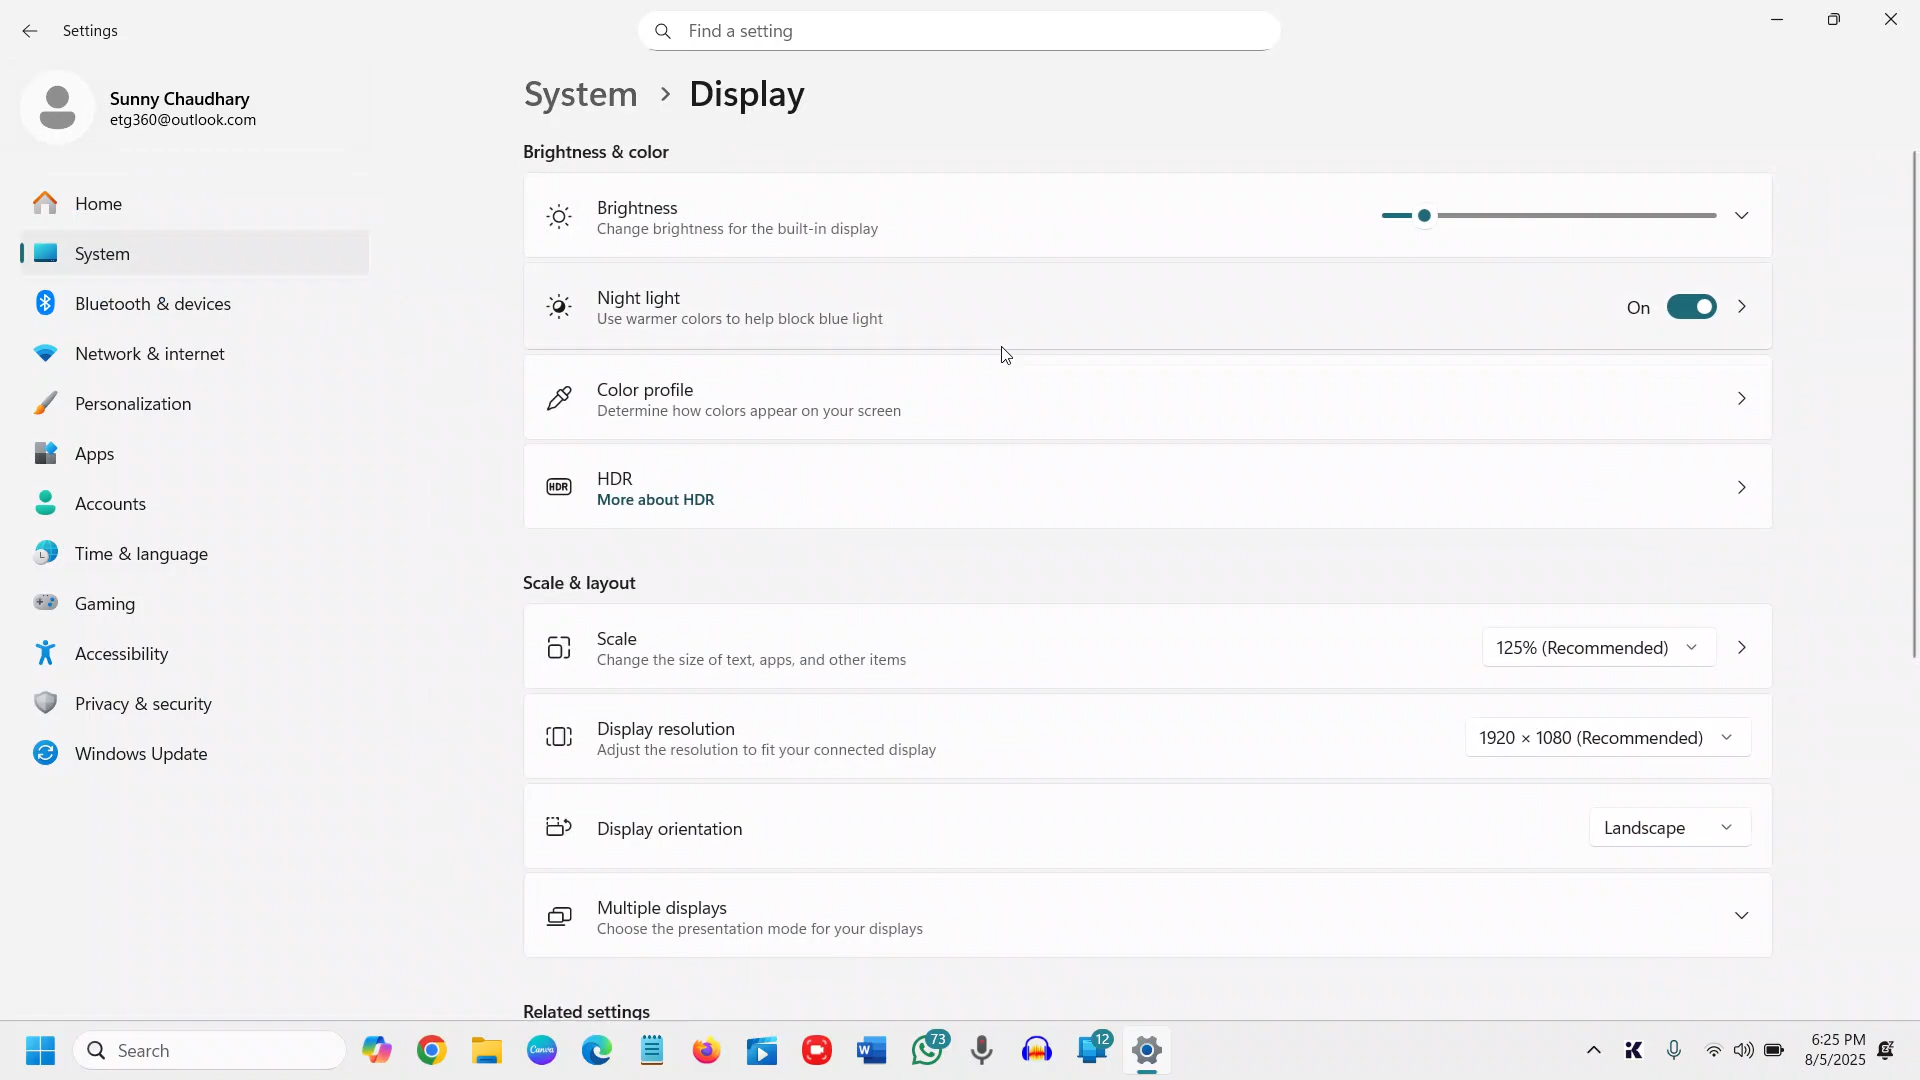 Settings
Find a setting
Sunny Chaudhary
etg360@outlook.com
Home
System
Bluetooth & devices
Network & internet
Personalization
Apps
Accounts
Time & language
Gaming
Accessibility
Privacy & security
Windows Update
System > Display
Brightness & color
Brightness
Change brightness for the built-in display
Night light
Use warmer colors to help block blue light
On
Color profile
Determine how colors appear on your screen
HDR
HDR
More about HDR
Scale & layout
Scale
Change the size of text, apps, and other items
125% (Recommended)
Display resolution
Adjust the resolution to fit your connected display
1920 × 1080 (Recommended)
Display orientation
Landscape
Multiple displays
Choose the presentation mode for your displays
Related settings
Search
Canva
W
73
12
K
6:25 PM
8/5/2025